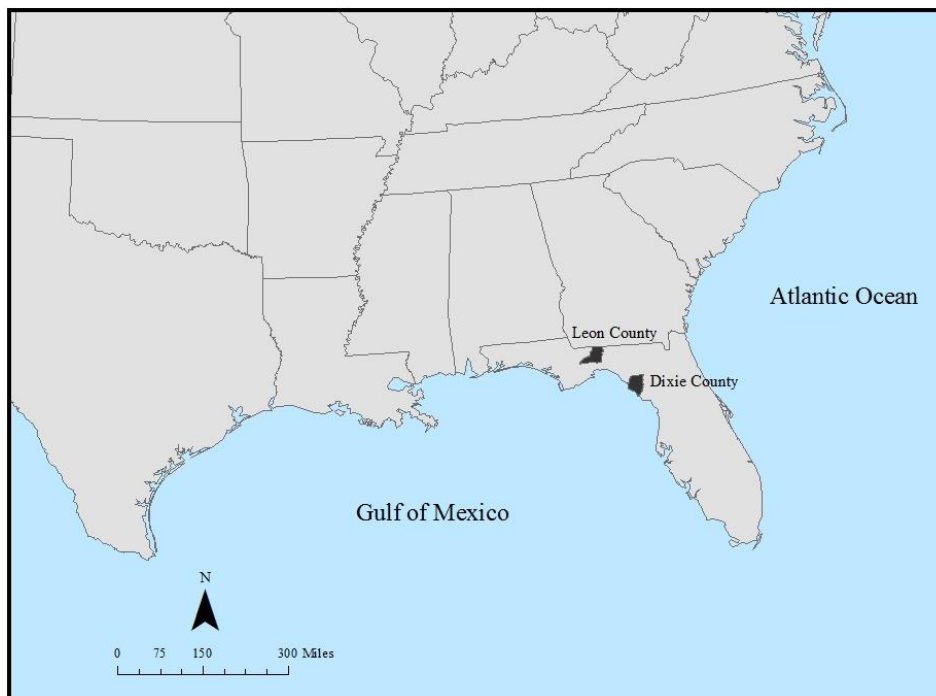 Atlantic Ocean
Leon County
Dixie County
Gulf of Mexico
N
0 75 150 300 Miles